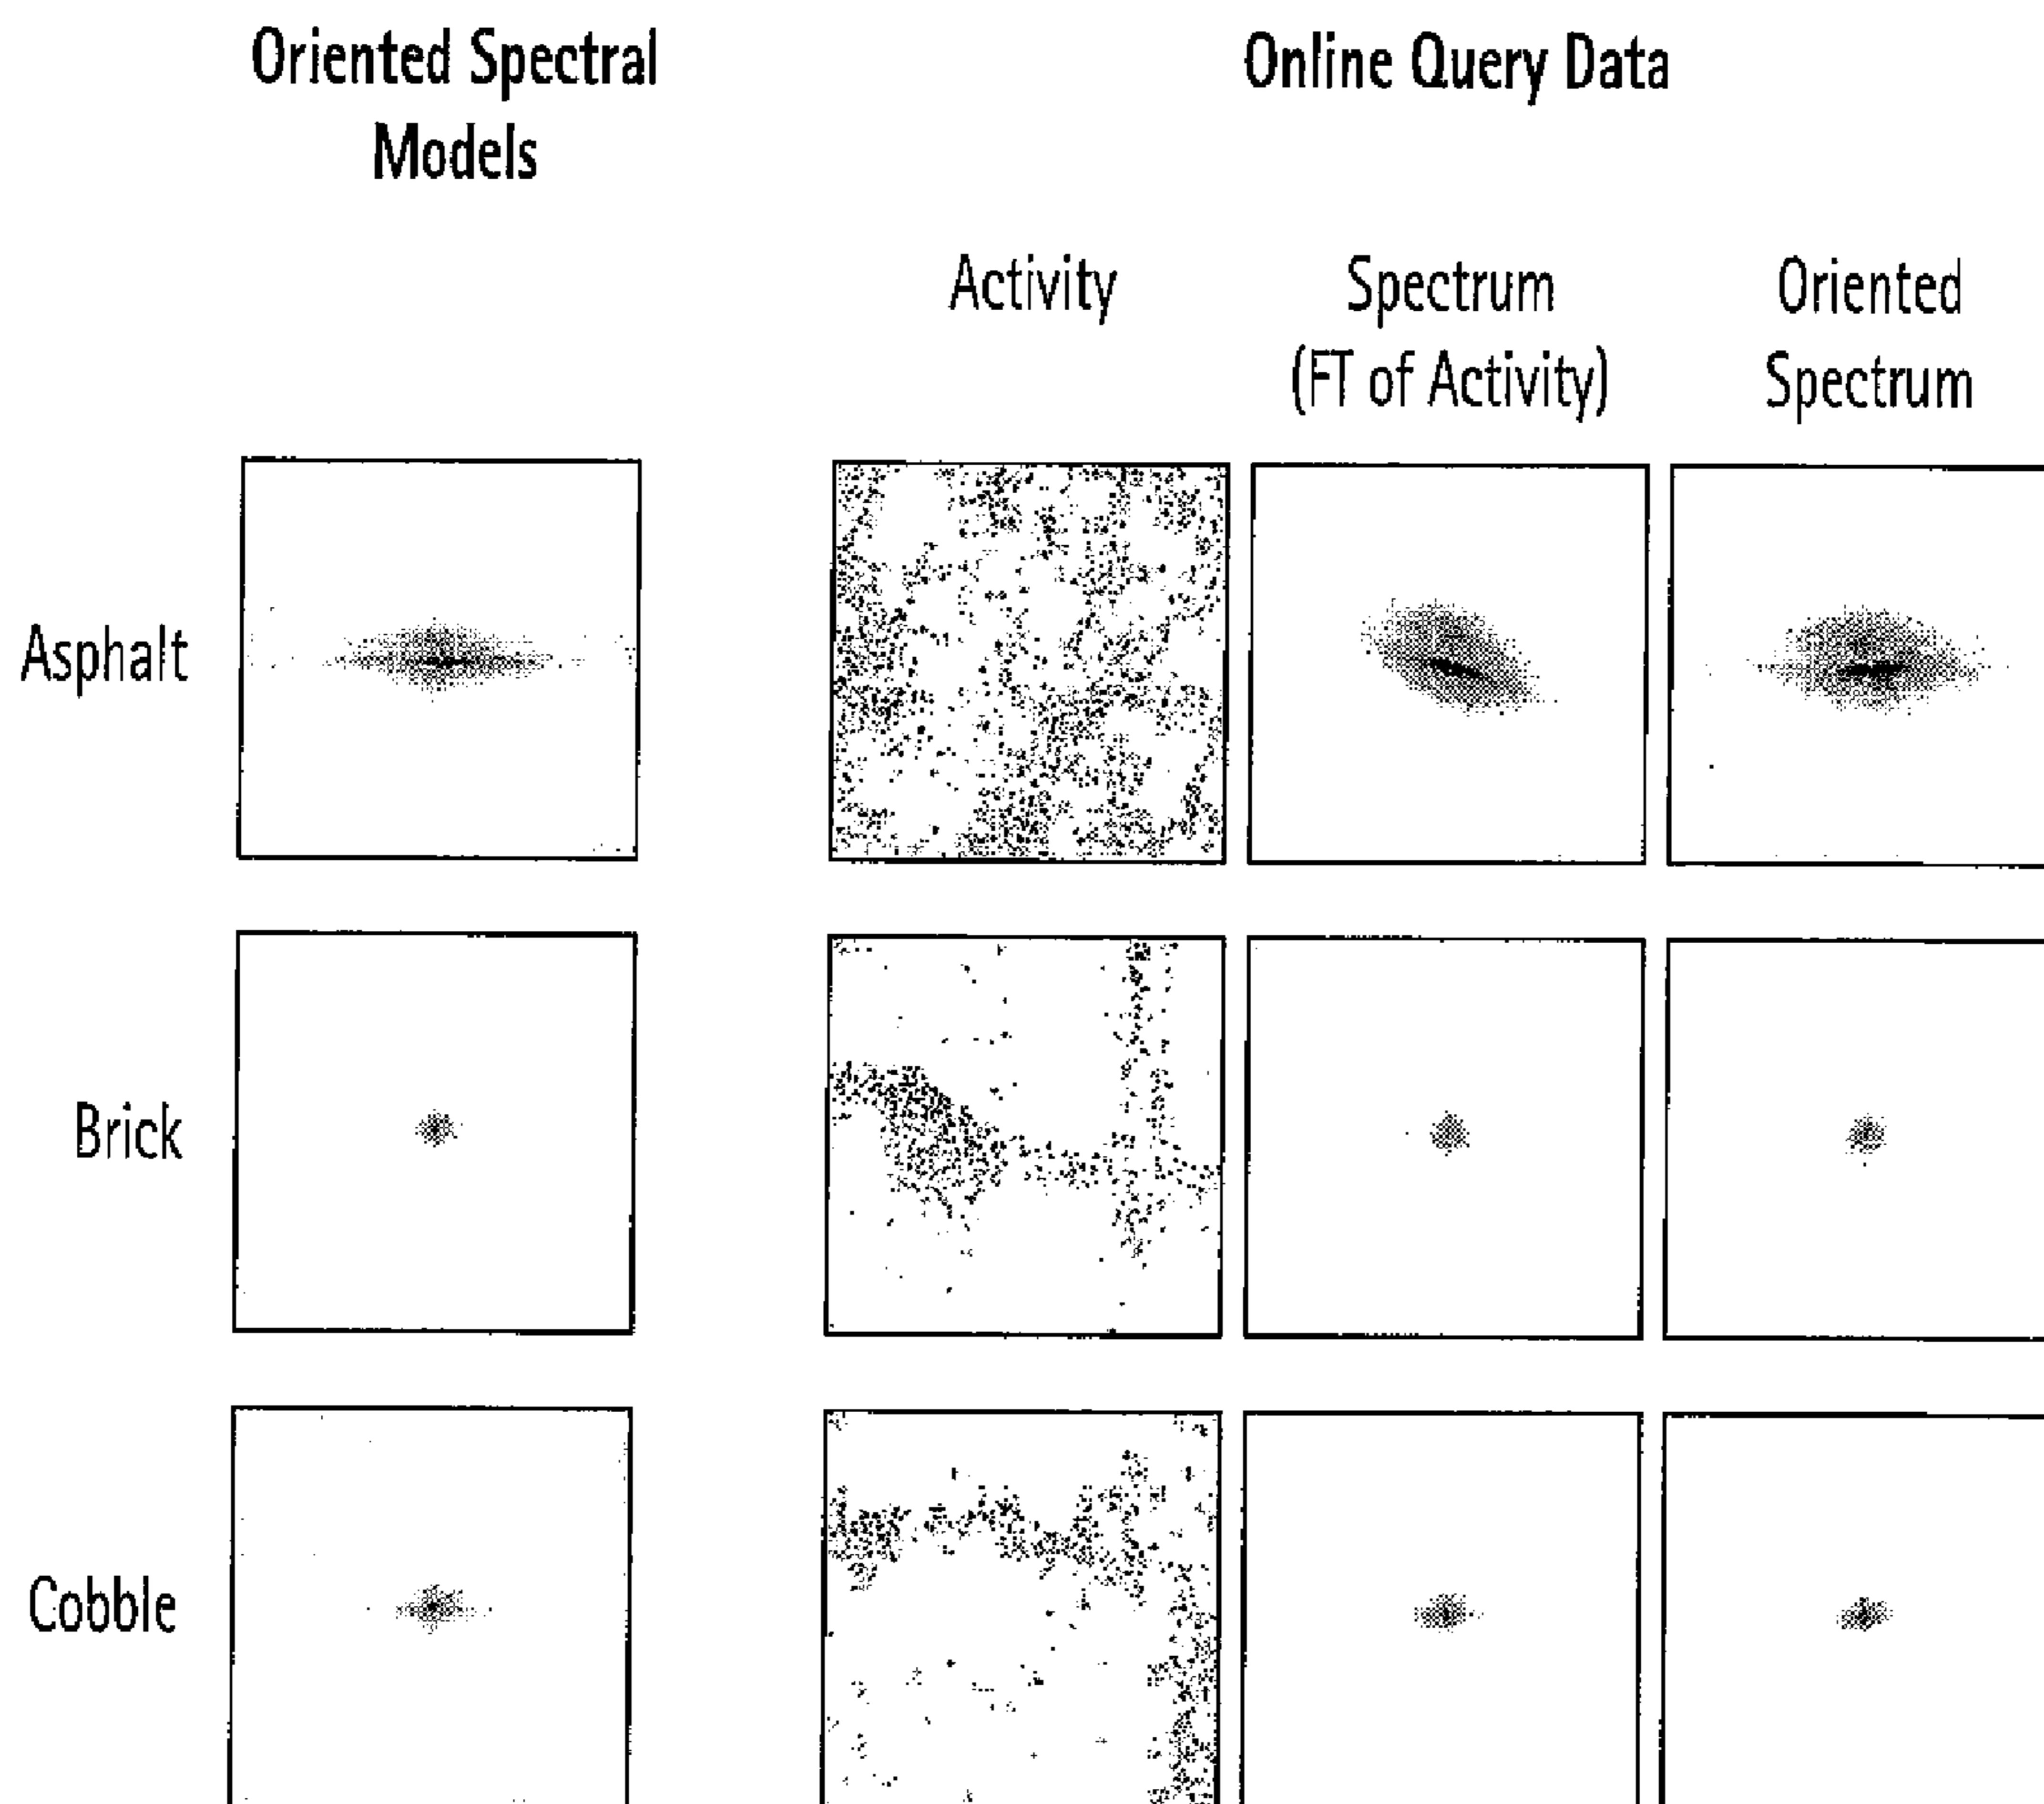 Oriented Spectral
Models
Online Query Data
Activity
Spectrum
(FT of Activity)
Oriented
Spectrum
Asphalt
Brick
Cobble